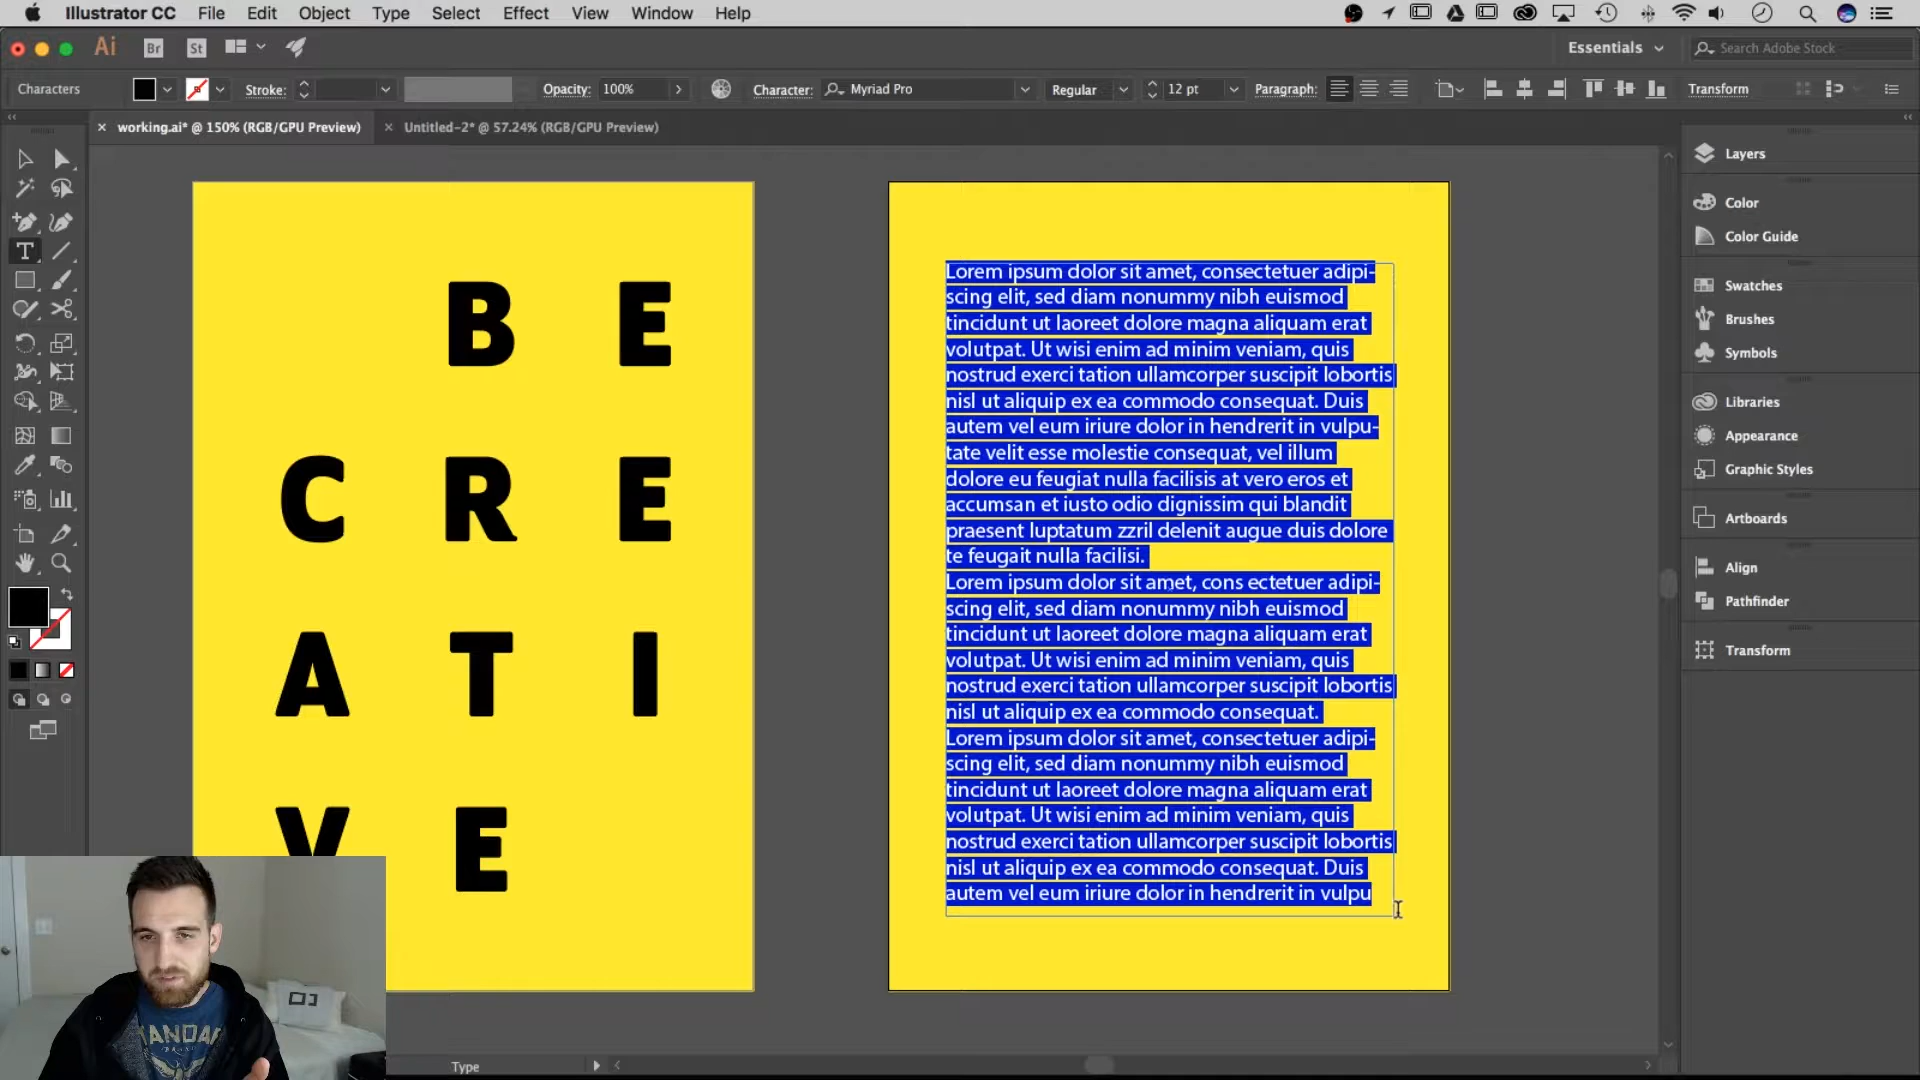 Illustrator CC File Edit Object Type Select Effect View Window Help
Ai Br St Essentials Search Adobe Stock
Characters Stroke: Opacity: 100% Character: Myriad Pro Regular 12 pt Paragraph: Transform
working.ai* @ 150% (RGB/GPU Preview) Untitled-2* @ 57.24% (RGB/GPU Preview)
B E
C R E
A T I
V E
Lorem ipsum dolor sit amet, consectetuer adipi-
scing elit, sed diam nonummy nibh euismod
tincidunt ut laoreet dolore magna aliquam erat
volutpat. Ut wisi enim ad minim veniam, quis
nostrud exerci tation ullamcorper suscipit lobortis
nisl ut aliquip ex ea commodo consequat. Duis
autem vel eum iriure dolor in hendrerit in vulpu-
tate velit esse molestie consequat, vel illum
dolore eu feugiat nulla facilisis at vero eros et
accumsan et iusto odio dignissim qui blandit
praesent luptatum zzril delenit augue duis dolore
te feugait nulla facilisi.
Lorem ipsum dolor sit amet, cons ectetuer adipi-
scing elit, sed diam nonummy nibh euismod
tincidunt ut laoreet dolore magna aliquam erat
volutpat. Ut wisi enim ad minim veniam, quis
nostrud exerci tation ullamcorper suscipit lobortis
nisl ut aliquip ex ea commodo consequat.
Lorem ipsum dolor sit amet, consectetuer adipi-
scing elit, sed diam nonummy nibh euismod
tincidunt ut laoreet dolore magna aliquam erat
volutpat. Ut wisi enim ad minim veniam, quis
nostrud exerci tation ullamcorper suscipit lobortis
nisl ut aliquip ex ea commodo consequat. Duis
autem vel eum iriure dolor in hendrerit in vulpu
Layers
Color
Color Guide
Swatches
Brushes
Symbols
Libraries
Appearance
Graphic Styles
Artboards
Align
Pathfinder
Transform
Type